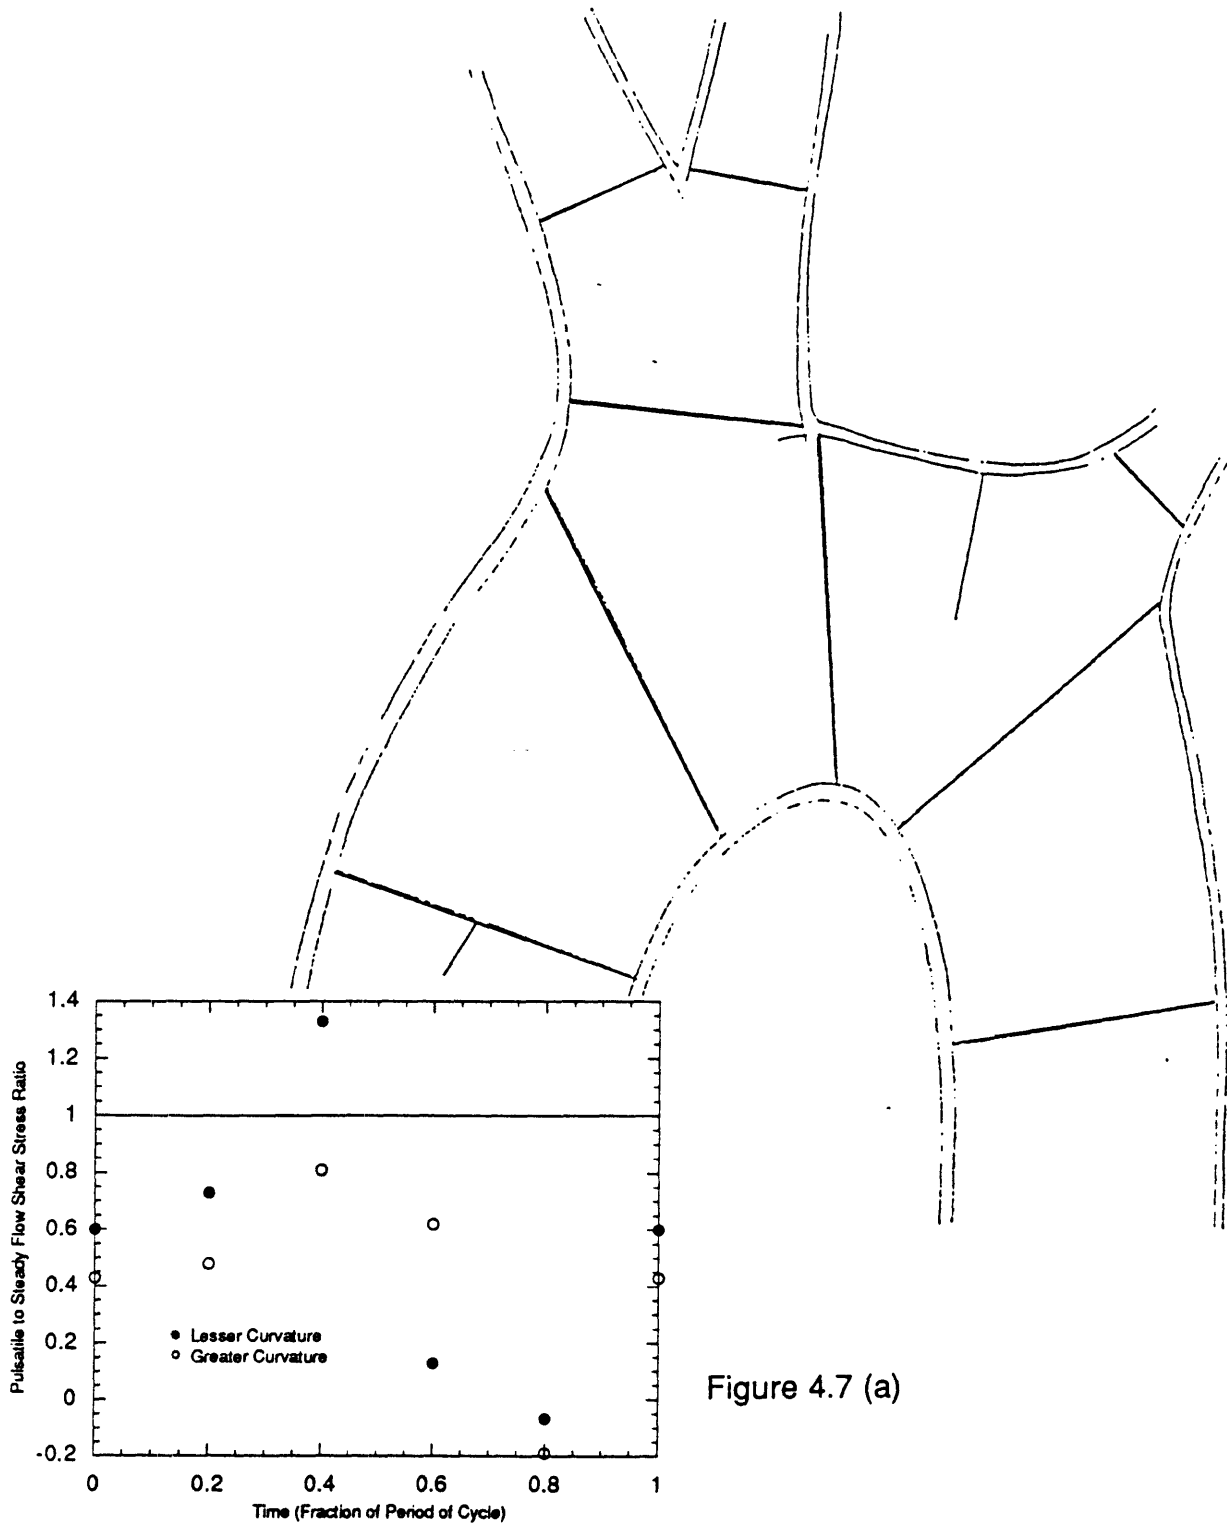 1.4
1.2
1
0.8
0.6
0.4
0.2
0
-0.2
Pulsatile to Steady Flow Shear Stress Ratio
Lesser Curvature
Greater Curvature
0 0.2 0.4 0.6 0.8 1
Time (Fraction of Period of Cycle)
Figure 4.7 (a)